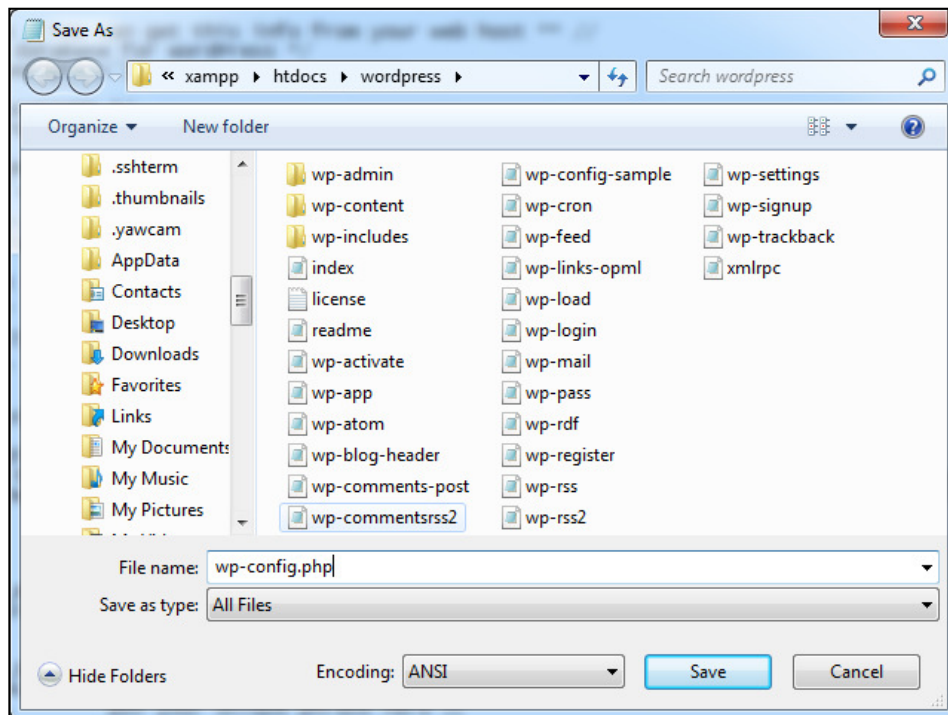 Save As
« xampp ▸ htdocs ▸ wordpress ▸
Search wordpress
Organize
New folder
.sshterm
.thumbnails
.yawcam
AppData
Contacts
Desktop
Downloads
Favorites
Links
My Documents
My Music
My Pictures
wp-admin
wp-content
wp-includes
index
license
readme
wp-activate
wp-app
wp-atom
wp-blog-header
wp-comments-post
wp-commentsrss2
wp-config-sample
wp-cron
wp-feed
wp-links-opml
wp-load
wp-login
wp-mail
wp-pass
wp-rdf
wp-register
wp-rss
wp-rss2
wp-settings
wp-signup
wp-trackback
xmlrpc
File name: wp-config.php
Save as type: All Files
Hide Folders
Encoding: ANSI
Save
Cancel